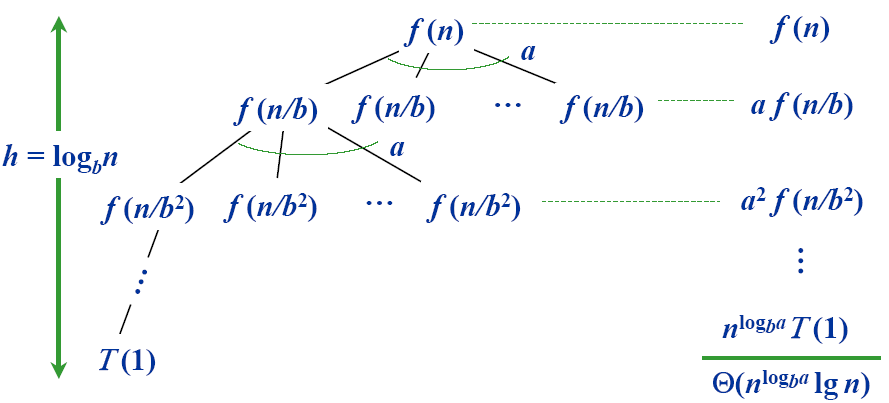 f (n) f (n)
a
f (n/b) f (n/b) ··· f (n/b) a f (n/b)
a
h = log_b n
f (n/b²) f (n/b²) ··· f (n/b²) a² f (n/b²)
⋮ ⋮
n^{log_b a} T (1)
T (1)
Θ(n^{log_b a} lg n)